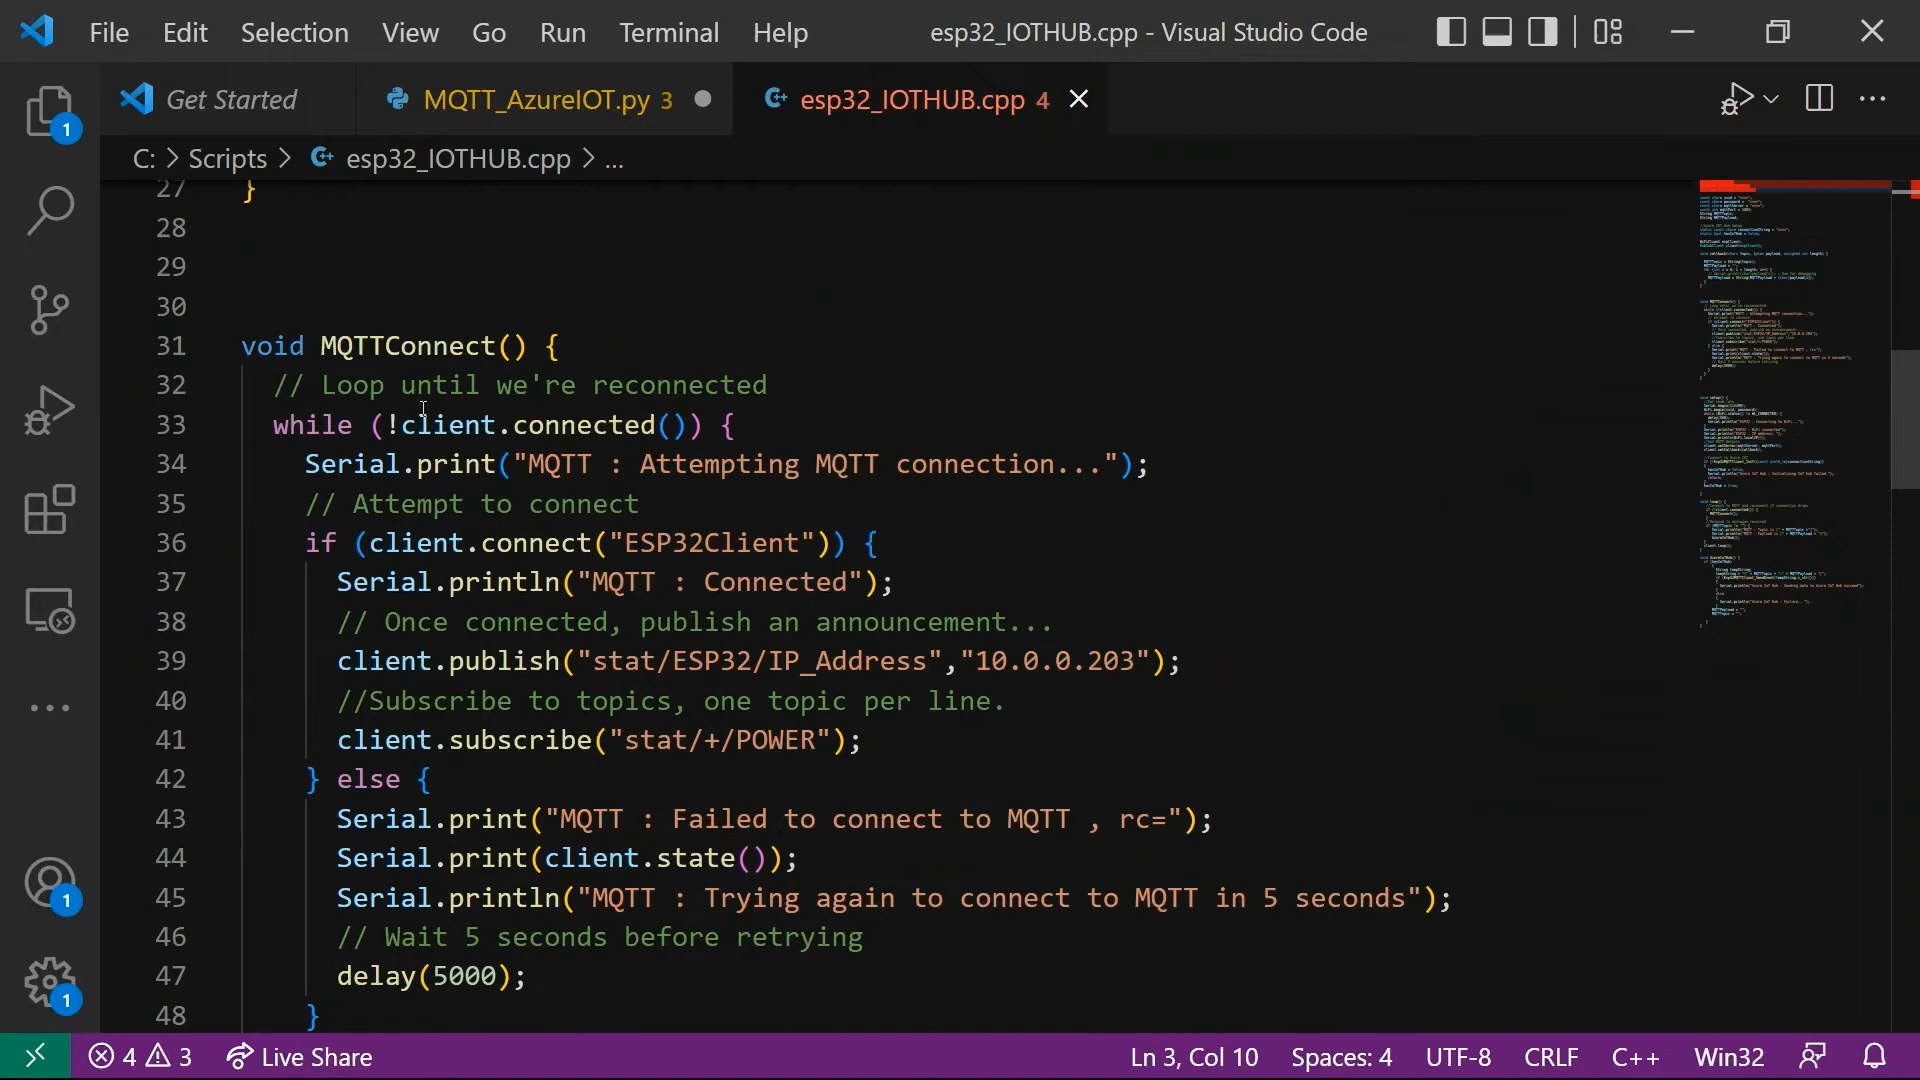 File Edit Selection View Go Run Terminal Help esp32_IOTHUB.cpp - Visual Studio Code
Get Started MQTT_AzureIOT.py 3 esp32_IOTHUB.cpp 4
C: > Scripts > esp32_IOTHUB.cpp > ...
27 }
28
29
30
31 void MQTTConnect() {
32 // Loop until we're reconnected
33 while (!client.connected()) {
34 Serial.print("MQTT : Attempting MQTT connection...");
35 // Attempt to connect
36 if (client.connect("ESP32Client")) {
37 Serial.println("MQTT : Connected");
38 // Once connected, publish an announcement...
39 client.publish("stat/ESP32/IP_Address","10.0.0.203");
40 //Subscribe to topics, one topic per line.
41 client.subscribe("stat/+/POWER");
42 } else {
43 Serial.print("MQTT : Failed to connect to MQTT , rc=");
44 Serial.print(client.state());
45 Serial.println("MQTT : Trying again to connect to MQTT in 5 seconds");
46 // Wait 5 seconds before retrying
47 delay(5000);
48 }
1
1
1
4 3 Live Share Ln 3, Col 10 Spaces: 4 UTF-8 CRLF C++ Win32